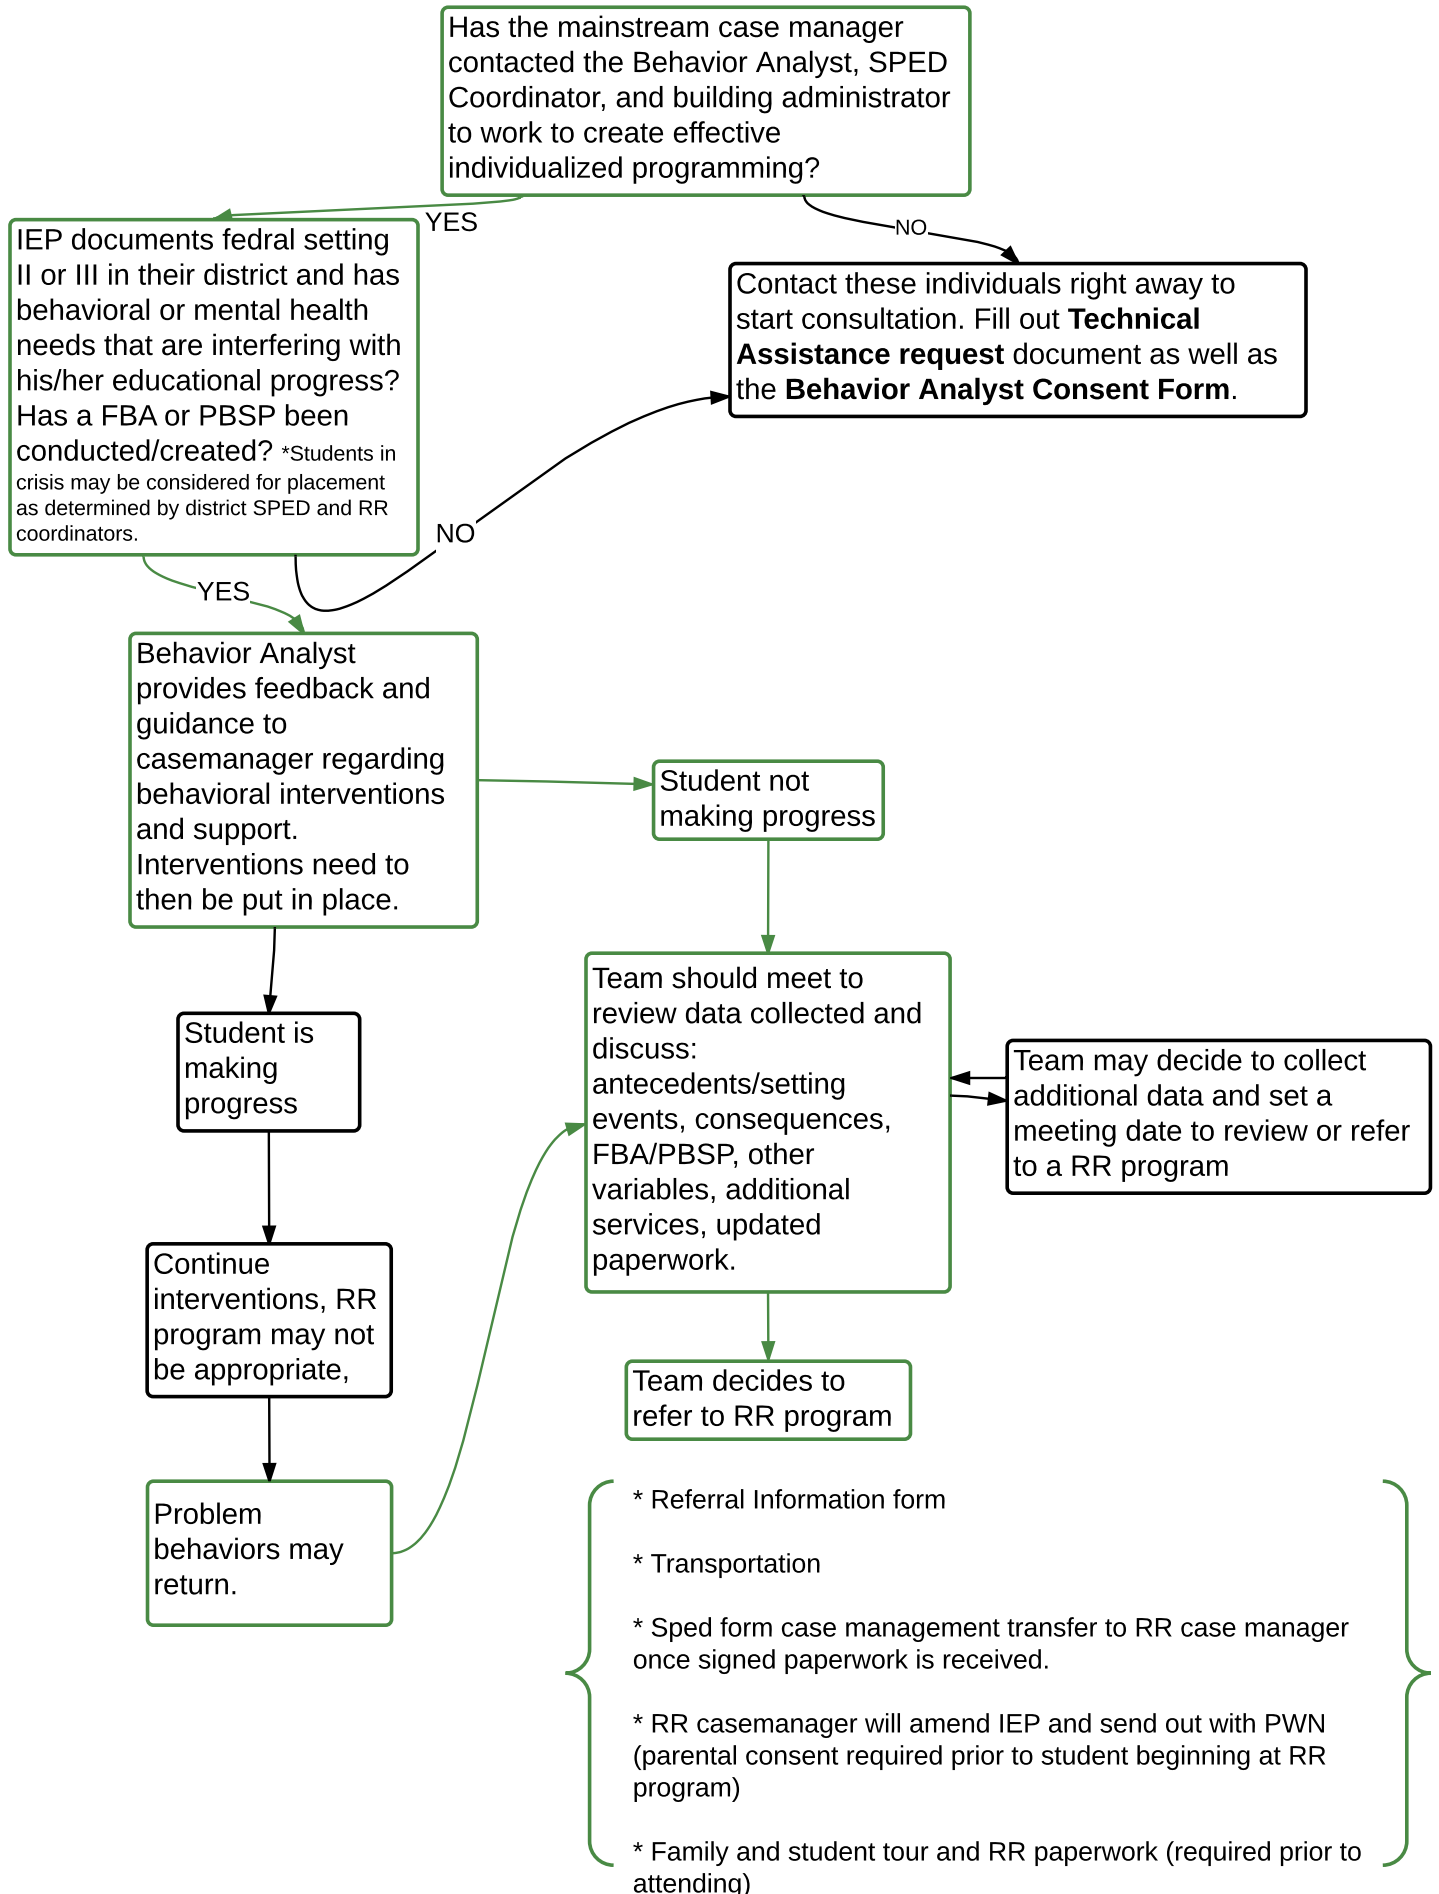 Has the mainstream case manager
contacted the Behavior Analyst, SPED
Coordinator, and building administrator
to work to create effective
individualized programming?
YES
NO
IEP documents fedral setting
II or III in their district and has
behavioral or mental health
needs that are interfering with
his/her educational progress?
Has a FBA or PBSP been
conducted/created? *Students in
crisis may be considered for placement
as determined by district SPED and RR
coordinators.
Contact these individuals right away to
start consultation. Fill out Technical
Assistance request document as well as
the Behavior Analyst Consent Form.
NO
YES
Behavior Analyst
provides feedback and
guidance to
casemanager regarding
behavioral interventions
and support.
Interventions need to
then be put in place.
Student not
making progress
Team should meet to
review data collected and
discuss:
antecedents/setting
events, consequences,
FBA/PBSP, other
variables, additional
services, updated
paperwork.
Team may decide to collect
additional data and set a
meeting date to review or refer
to a RR program
Student is
making
progress
Continue
interventions, RR
program may not
be appropriate,
Team decides to
refer to RR program
Problem
behaviors may
return.
* Referral Information form
* Transportation
* Sped form case management transfer to RR case manager
once signed paperwork is received.
* RR casemanager will amend IEP and send out with PWN
(parental consent required prior to student beginning at RR
program)
* Family and student tour and RR paperwork (required prior to
attending)